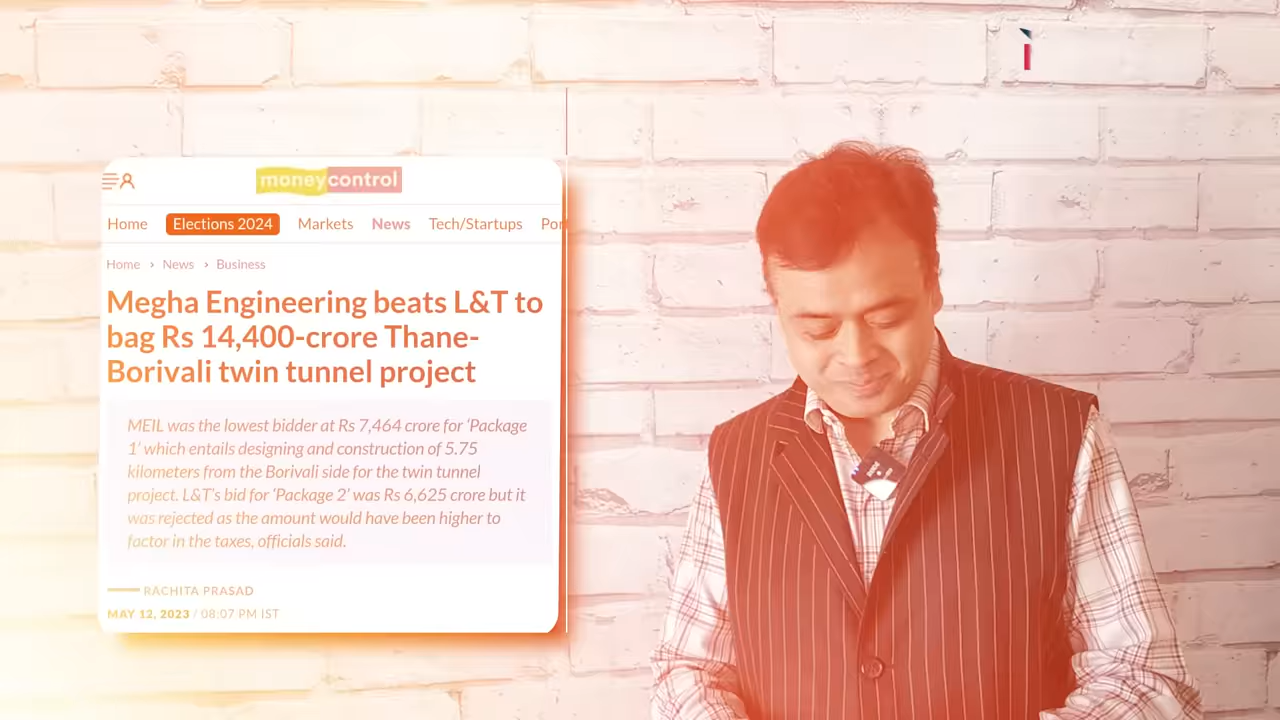 moneycontrol
Home Elections 2024 Markets News Tech/Startups
Home › News › Business
Megha Engineering beats L&T to
bag Rs 14,400-crore Thane-
Borivali twin tunnel project
MEIL was the lowest bidder at Rs 7,464 crore for ‘Package
1’ which entails designing and construction of 5.75
kilometers from the Borivali side for the twin tunnel
project. L&T’s bid for ‘Package 2’ was Rs 6,625 crore but it
was rejected as the amount would have been higher to
factor in the taxes, officials said.
RACHITA PRASAD
MAY 12, 2023 / 08:07 PM IST